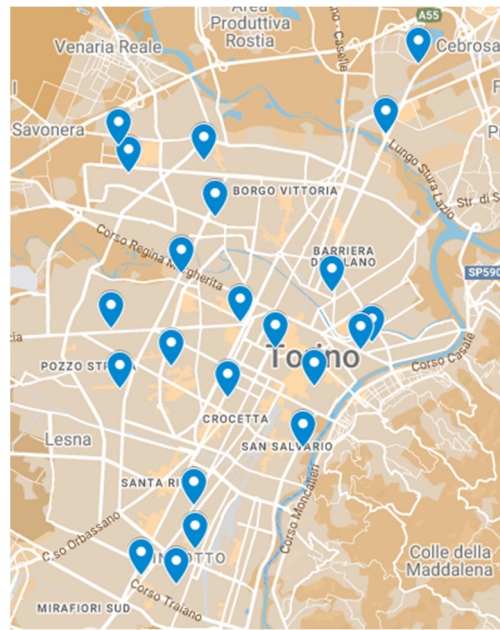 Area
Produttiva
Rostia
A55
Venaria Reale
Cebrosa
Savonera
Lungo Stura Lazio
BORGO VITTORIA
Str. di S
Corso Regina Margherita
BARRIERA
SP590
Torino
Corso Casale
POZZO
CROCETTA
Lesna
SAN SALVARIO
SANTA RI
Corso Moncalieri
C.so Orbassano
Colle della
Maddalena
Corso Traiano
MIRAFIORI SUD